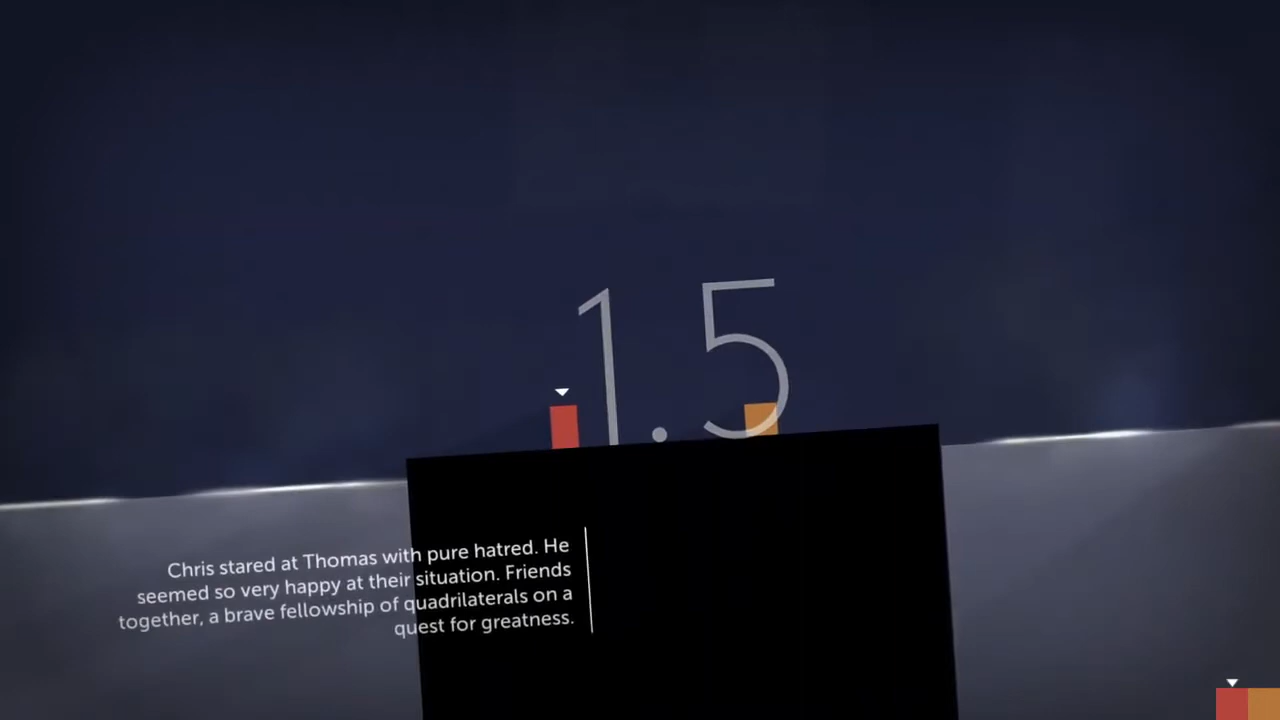 1.5
Chris stared at Thomas with pure hatred. He
seemed so very happy at their situation. Friends
together, a brave fellowship of quadrilaterals on a
quest for greatness.